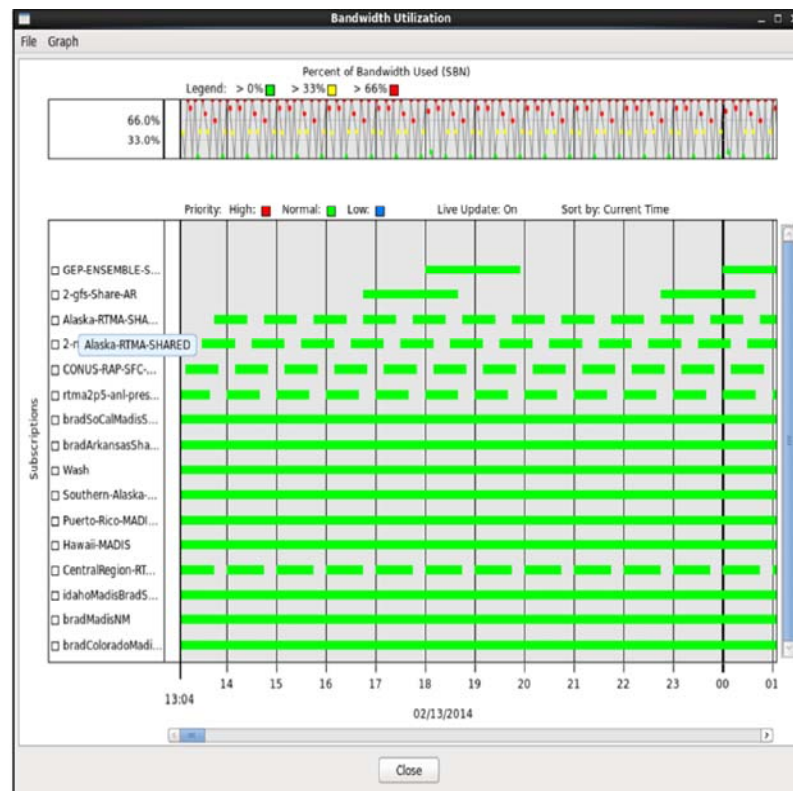 Bandwidth Utilization
File Graph
Percent of Bandwidth Used (SBN)
Legend: > 0% > 33% > 66%
66.0%
33.0%
Priority: High: Normal: Low: Live Update: On Sort by: Current Time
Subscriptions
GEP-ENSEMBLE-S...
2-gfs-Share-AR
Alaska-RTMA-SHA...
Alaska-RTMA-SHARED
CONUS-RAP-SFC-...
rtma2p5-anl-pres...
bradSoCalMadisS...
bradArkansasSha...
Wash
Southern-Alaska-...
Puerto-Rico-MADI...
Hawaii-MADIS
CentralRegion-RT...
idahoMadisBradS...
bradMadisNM
bradColoradoMadi...
14 15 16 17 18 19 20 21 22 23 00 01
13:04
02/13/2014
Close